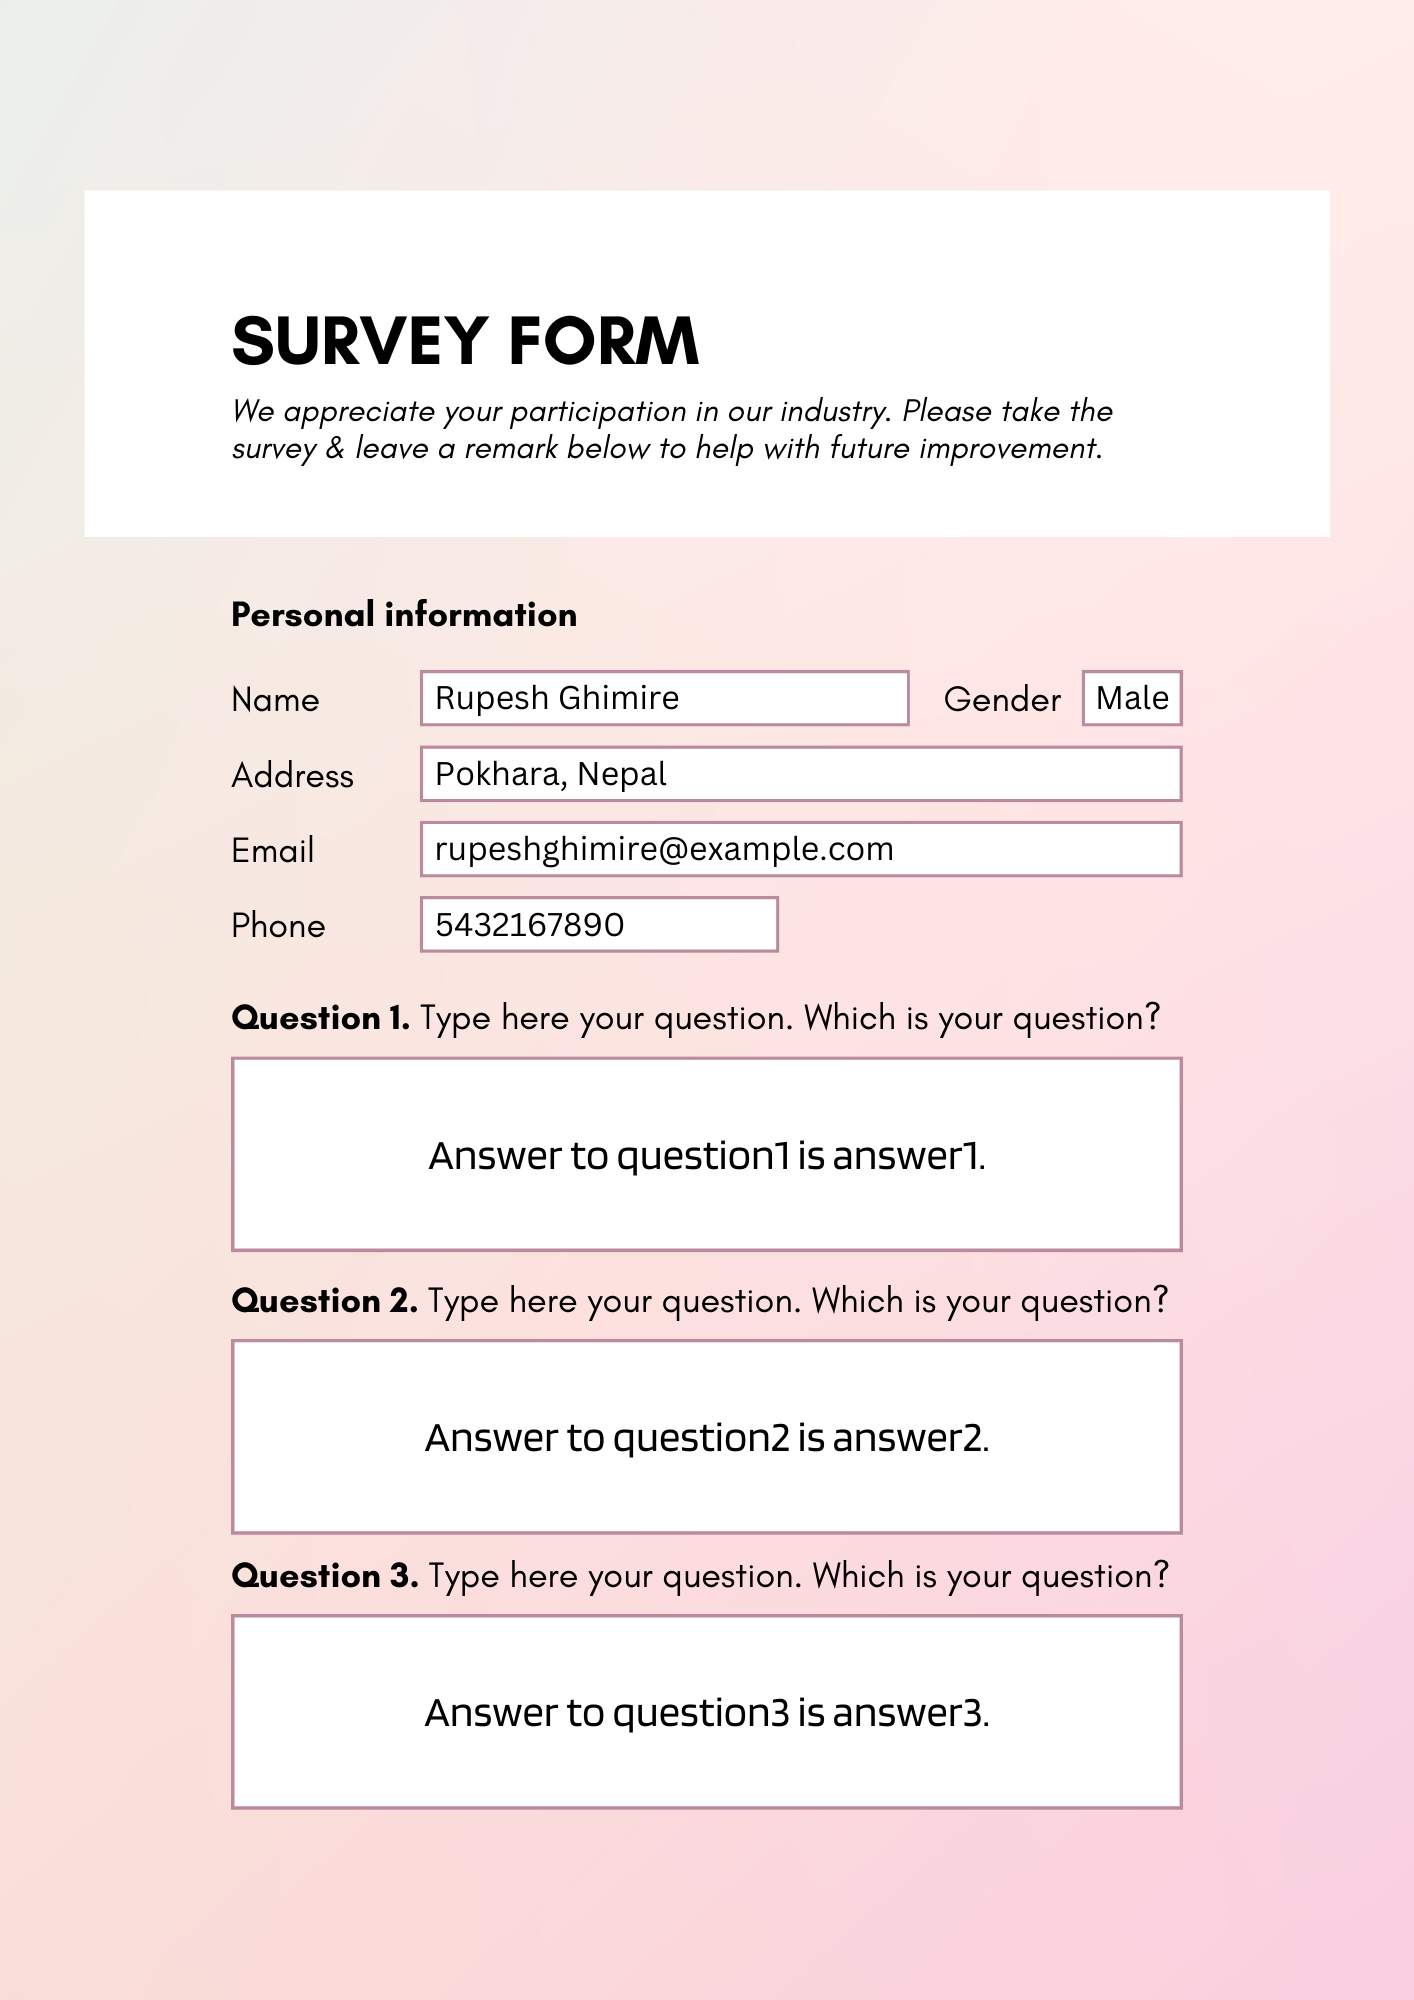 SURVEY FORM
We appreciate your participation in our industry. Please take the
survey & leave a remark below to help with future improvement.
Personal information
Name Rupesh Ghimire Gender Male
Address Pokhara, Nepal
Email rupeshghimire@example.com
Phone 5432167890
Question 1. Type here your question. Which is your question?
Answer to question1 is answer1.
Question 2. Type here your question. Which is your question?
Answer to question2 is answer2.
Question 3. Type here your question. Which is your question?
Answer to question3 is answer3.